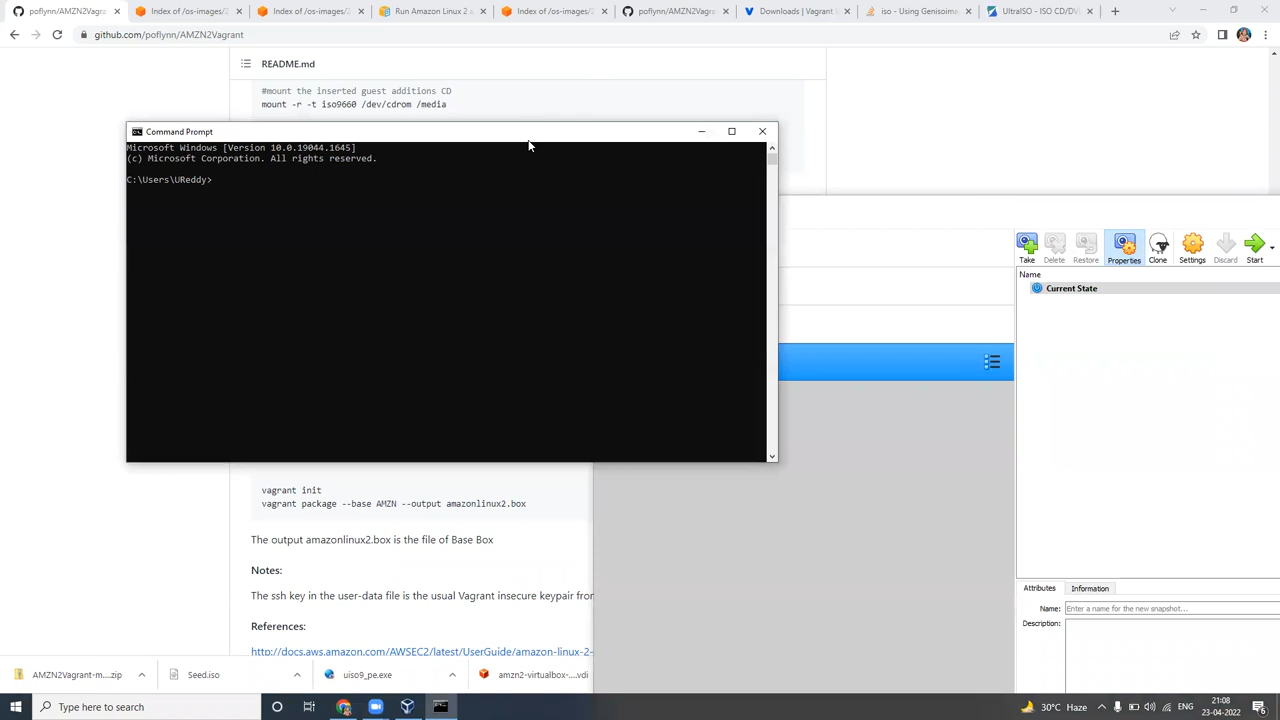 poflynn/AMZN2Vagra
Index of /os-images/2
Index of /os-images/2
Run Amazon Linux 2 a
Index of /os-images/2
poflynn/AMZN2Vagra
Downloads | Vagrant
iso - Using Genisoima
UltraISO - ISO CD/DV
github.com/poflynn/AMZN2Vagrant
README.md
#mount the inserted guest additions CD
mount -r -t iso9660 /dev/cdrom /media
Command Prompt
Microsoft Windows [Version 10.0.19044.1645]
(c) Microsoft Corporation. All rights reserved.
C:\Users\UReddy>
Take
Delete
Restore
Properties
Clone
Settings
Discard
Start
Name
Current State
vagrant init
vagrant package --base AMZN --output amazonlinux2.box
The output amazonlinux2.box is the file of Base Box
Notes:
The ssh key in the user-data file is the usual Vagrant insecure keypair from
References:
http://docs.aws.amazon.com/AWSEC2/latest/UserGuide/amazon-linux-2-
Attributes
Information
Name:
Enter a name for the new snapshot...
Description:
AMZN2Vagrant-m....zip
Seed.iso
uiso9_pe.exe
amzn2-virtualbox-....vdi
Type here to search
30°C Haze
ENG
21:08
23-04-2022
6